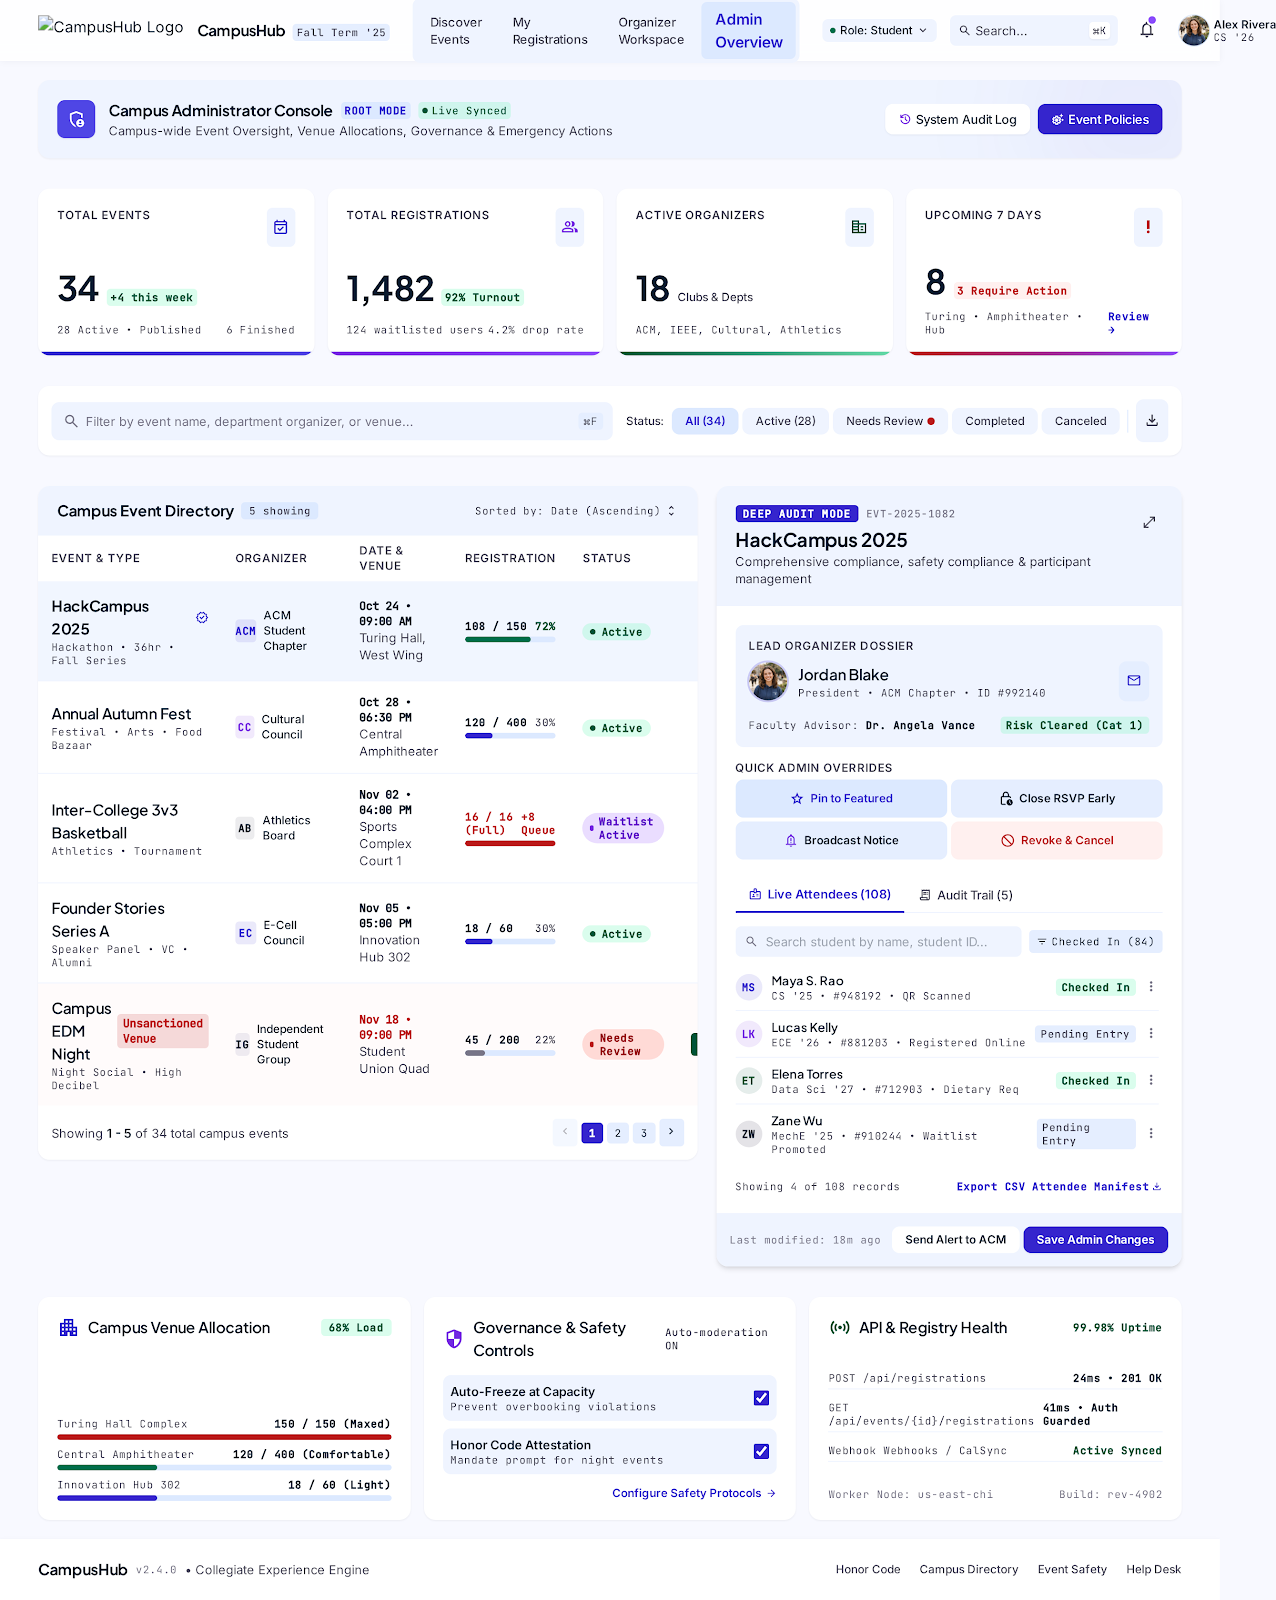 CampusHub Logo
CampusHub
Fall Term '25
Discover Events
My Registrations
Organizer Workspace
Admin Overview
Role: Student
Search...
⌘K
Alex Rivera
CS '26
Campus Administrator Console
ROOT MODE
Live Synced
Campus-wide Event Oversight, Venue Allocations, Governance & Emergency Actions
System Audit Log
Event Policies
TOTAL EVENTS
34
+4 this week
28 Active • Published
6 Finished
TOTAL REGISTRATIONS
1,482
92% Turnout
124 waitlisted users
4.2% drop rate
ACTIVE ORGANIZERS
18
Clubs & Depts
ACM, IEEE, Cultural, Athletics
UPCOMING 7 DAYS
8
3 Require Action
Turing • Amphitheater •
Hub
Review
→
Filter by event name, department organizer, or venue...
⌘F
Status:
All (34)
Active (28)
Needs Review
Completed
Canceled
Campus Event Directory
5 showing
Sorted by: Date (Ascending)
EVENT & TYPE
ORGANIZER
DATE &
VENUE
REGISTRATION
STATUS
HackCampus
2025
Hackathon • 36hr •
Fall Series
ACM
ACM
Student
Chapter
Oct 24 •
09:00 AM
Turing Hall,
West Wing
108 / 150
72%
Active
Annual Autumn Fest
Festival • Arts • Food
Bazaar
CC
Cultural
Council
Oct 28 •
06:30 PM
Central
Amphitheater
120 / 400
30%
Active
Inter-College 3v3
Basketball
Athletics • Tournament
AB
Athletics
Board
Nov 02 •
04:00 PM
Sports
Complex
Court 1
16 / 16
(Full)
+8
Queue
Waitlist
Active
Founder Stories
Series A
Speaker Panel • VC •
Alumni
EC
E-Cell
Council
Nov 05 •
05:00 PM
Innovation
Hub 302
18 / 60
30%
Active
Campus
EDM
Night
Unsanctioned
Venue
Night Social • High
Decibel
IG
Independent
Student
Group
Nov 18 •
09:00 PM
Student
Union Quad
45 / 200
22%
Needs
Review
Showing 1 - 5 of 34 total campus events
1
2
3
DEEP AUDIT MODE
EVT-2025-1082
HackCampus 2025
Comprehensive compliance, safety compliance & participant
management
LEAD ORGANIZER DOSSIER
Jordan Blake
President • ACM Chapter • ID #992140
Faculty Advisor: Dr. Angela Vance
Risk Cleared (Cat 1)
QUICK ADMIN OVERRIDES
Pin to Featured
Close RSVP Early
Broadcast Notice
Revoke & Cancel
Live Attendees (108)
Audit Trail (5)
Search student by name, student ID...
Checked In (84)
MS
Maya S. Rao
CS '25 • #948192 • QR Scanned
Checked In
LK
Lucas Kelly
ECE '26 • #881203 • Registered Online
Pending Entry
ET
Elena Torres
Data Sci '27 • #712903 • Dietary Req
Checked In
ZW
Zane Wu
MechE '25 • #910244 • Waitlist
Promoted
Pending
Entry
Showing 4 of 108 records
Export CSV Attendee Manifest
Last modified: 18m ago
Send Alert to ACM
Save Admin Changes
Campus Venue Allocation
68% Load
Turing Hall Complex
150 / 150 (Maxed)
Central Amphitheater
120 / 400 (Comfortable)
Innovation Hub 302
18 / 60 (Light)
Governance & Safety
Controls
Auto-moderation
ON
Auto-Freeze at Capacity
Prevent overbooking violations
Honor Code Attestation
Mandate prompt for night events
Configure Safety Protocols →
API & Registry Health
99.98% Uptime
POST /api/registrations
24ms • 201 OK
GET
/api/events/{id}/registrations
41ms • Auth
Guarded
Webhook Webhooks / CalSync
Active Synced
Worker Node: us-east-chi
Build: rev-4902
CampusHub
v2.4.0
• Collegiate Experience Engine
Honor Code
Campus Directory
Event Safety
Help Desk